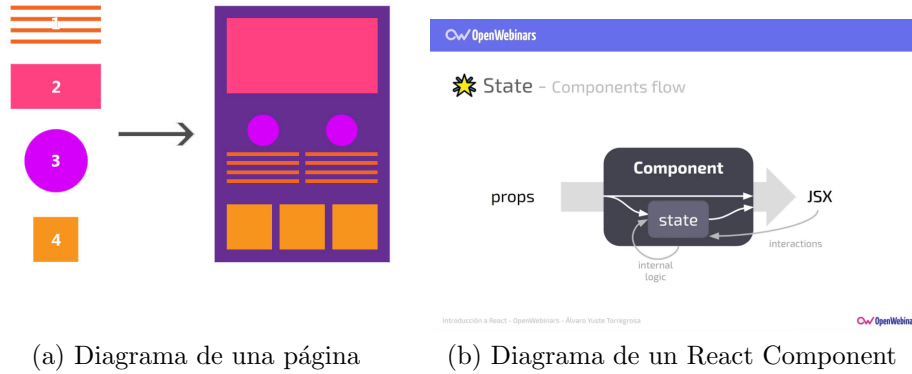 1
2
3
4
(a) Diagrama de una página
OpenWebinars
State - Components flow
props
Component
state
JSX
internal
logic
interactions
Introducción a React - OpenWebinars - Álvaro Yuste Torregrosa
OpenWebina
(b) Diagrama de un React Component